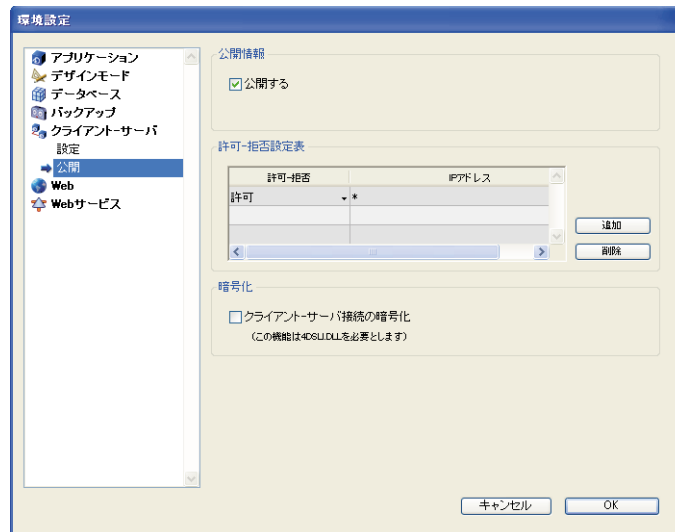 環境設定
アプリケーション
デザインモード
データベース
バックアップ
クライアント-サーバ
設定
公開
Web
Webサービス
公開情報
公開する
許可-拒否設定表
許可-拒否 IPアドレス
許可 *
追加
削除
暗号化
クライアント-サーバ接続の暗号化
(この機能は4DSLI.DLLを必要とします)
キャンセル OK